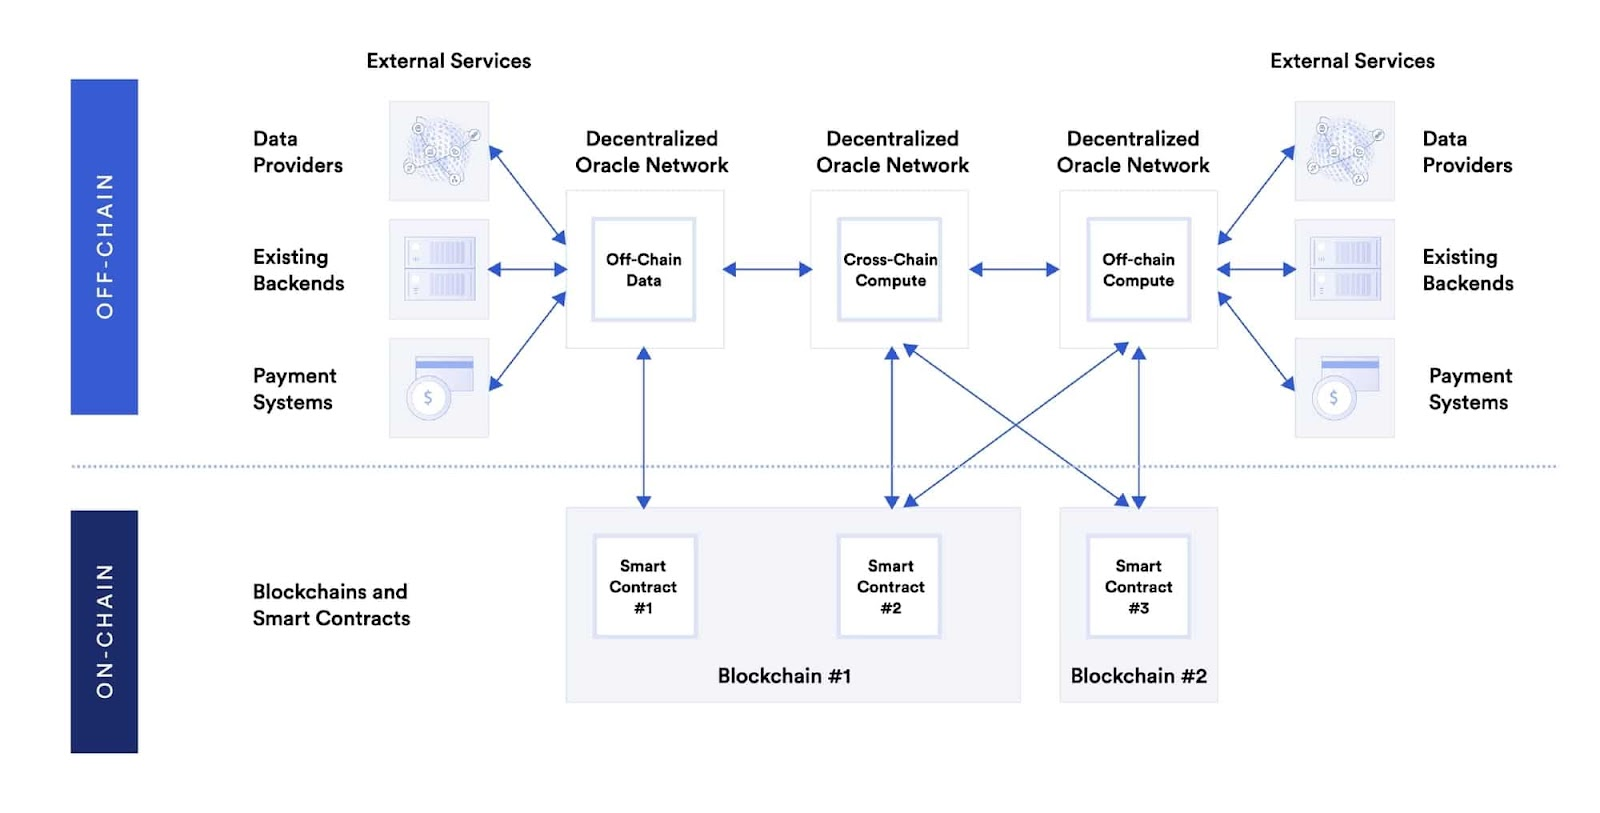 External Services
External Services
OFF-CHAIN
Data
Providers
Existing
Backends
Payment
Systems
$
Decentralized
Oracle Network
Off-Chain
Data
Decentralized
Oracle Network
Cross-Chain
Compute
Decentralized
Oracle Network
Off-chain
Compute
Data
Providers
Existing
Backends
Payment
Systems
$
ON-CHAIN
Blockchains and
Smart Contracts
Smart
Contract
#1
Smart
Contract
#2
Blockchain #1
Smart
Contract
#3
Blockchain #2